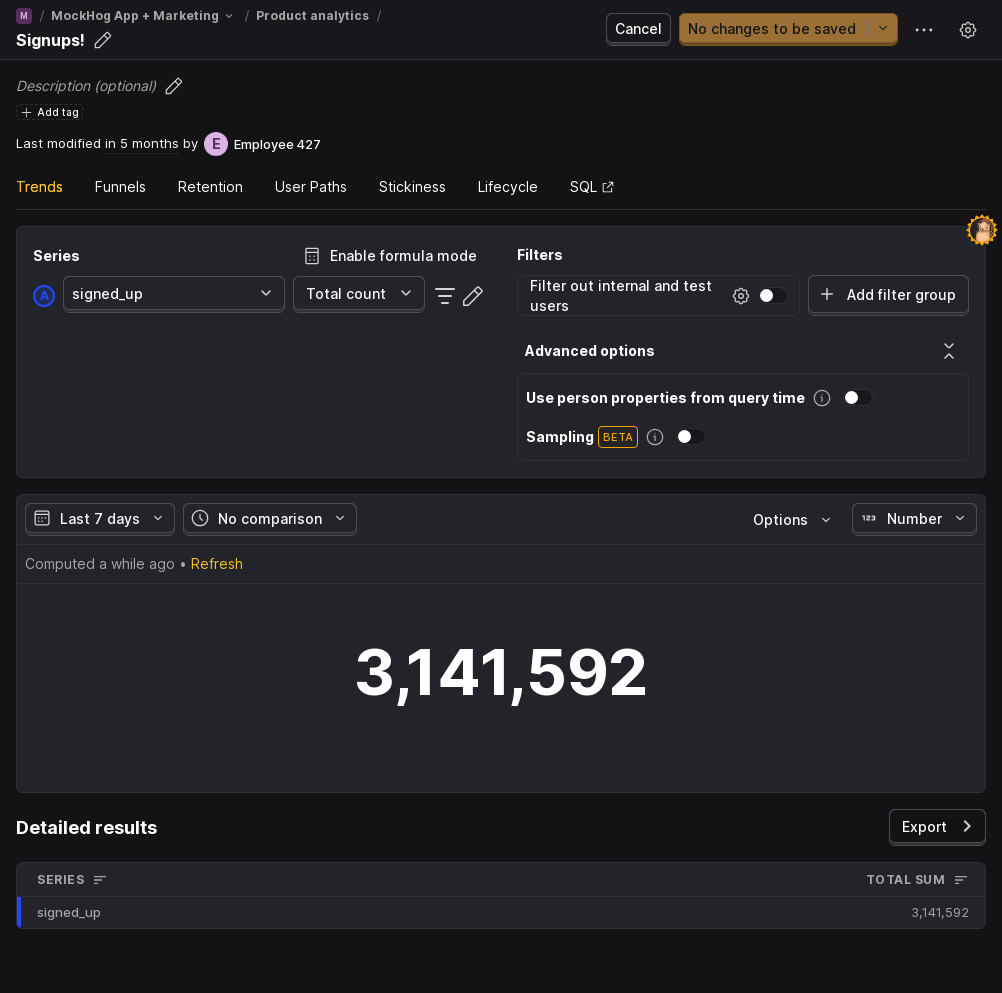 M / MockHog App + Marketing / Product analytics /
Signups!
Cancel
No changes to be saved
Description (optional)
Add tag
Last modified in 5 months by E Employee 427
Trends Funnels Retention User Paths Stickiness Lifecycle SQL
Series
Enable formula mode
A signed_up
Total count
Filters
Filter out internal and test
users
Add filter group
Advanced options
Use person properties from query time
Sampling BETA
Last 7 days
No comparison
Options
123 Number
Computed a while ago • Refresh
3,141,592
Detailed results
Export
SERIES TOTAL SUM
signed_up 3,141,592